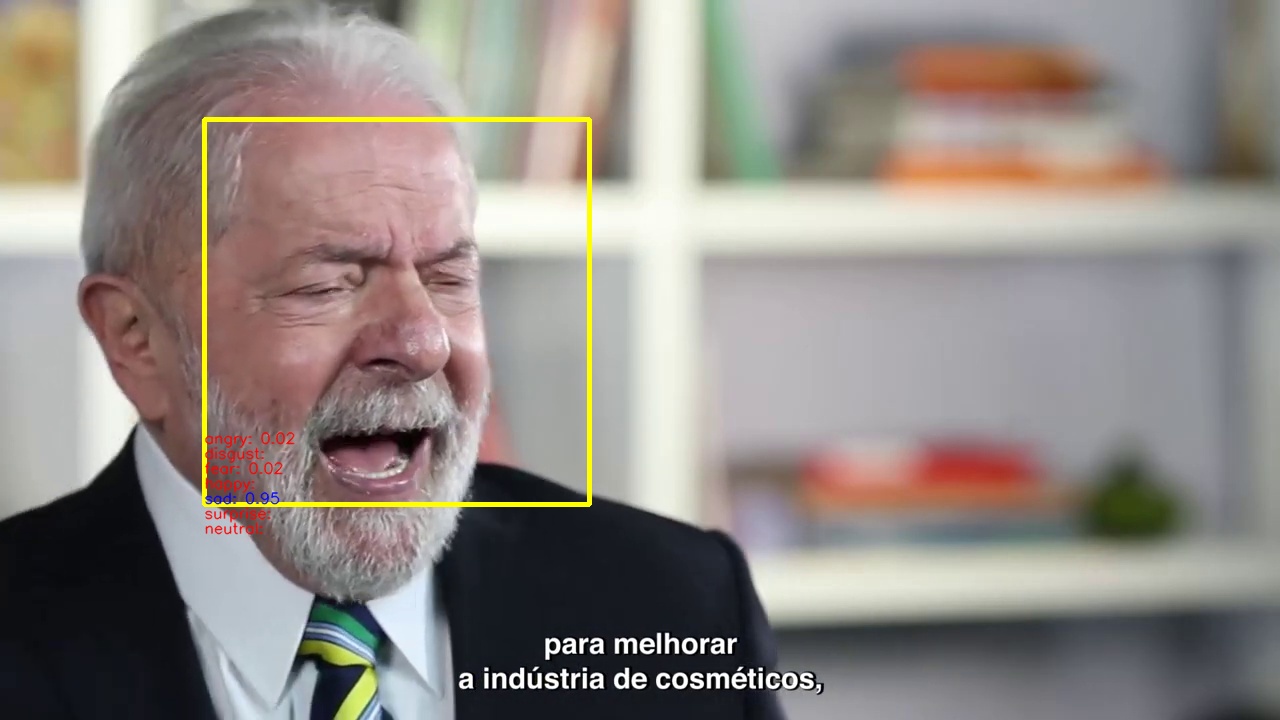 angry: 0.02
disgust:
fear: 0.02
happy:
sad: 0.95
surprise:
neutral:
para melhorar
a indústria de cosméticos,